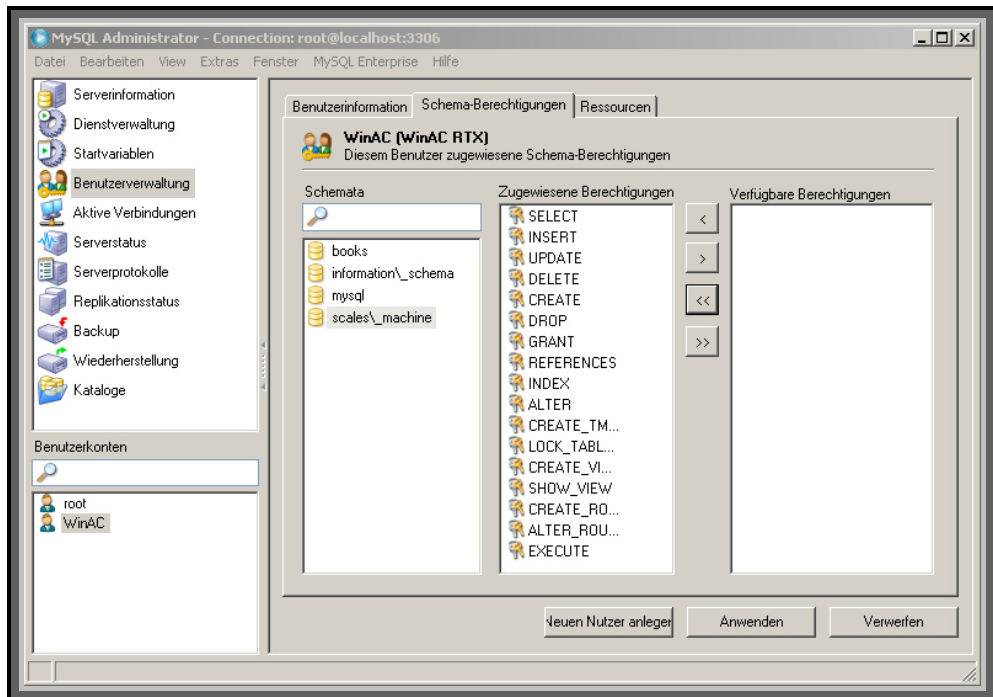 MySQL Administrator - Connection: root@localhost:3306
Datei Bearbeiten View Extras Fenster MySQL Enterprise Hilfe
Serverinformation
Dienstverwaltung
Startvariablen
Benutzerverwaltung
Aktive Verbindungen
Serverstatus
Serverprotokolle
Replikationsstatus
Backup
Wiederherstellung
Kataloge
Benutzerkonten
root
WinAC
Benutzerinformation Schema-Berechtigungen Ressourcen
WinAC (WinAC RTX)
Diesem Benutzer zugewiesene Schema-Berechtigungen
Schemata
books
information\_schema
mysql
scales\_machine
Zugewiesene Berechtigungen
SELECT
INSERT
UPDATE
DELETE
CREATE
DROP
GRANT
REFERENCES
INDEX
ALTER
CREATE_TM...
LOCK_TABL...
CREATE_VI...
SHOW_VIEW
CREATE_RO...
ALTER_ROU...
EXECUTE
<
>
<<
>>
Verfügbare Berechtigungen
Neuen Nutzer anlegen
Anwenden
Verwerfen